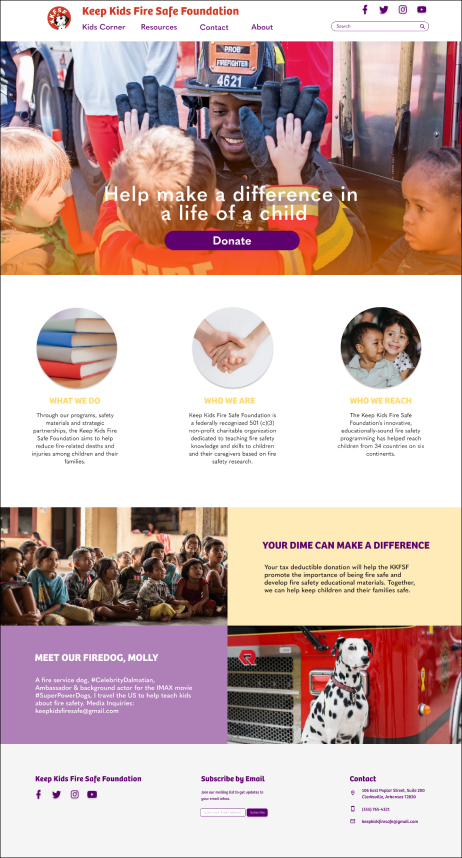 Keep Kids Fire Safe Foundation
Kids Corner Resources Contact About
Search
PROB
FIREFIGHTER
4621
Help make a difference in
a life of a child
Donate
WHAT WE DO
Through our programs, safety
materials and strategic
partnerships, the Keep Kids Fire
Safe Foundation aims to help
reduce fire-related deaths and
injuries among children and their
families.
WHO WE ARE
Keep Kids Fire Safe Foundation is
a federally recognized 501 (c)(3)
non-profit charitable organization
dedicated to teaching fire safety
knowledge and skills to children
and their caregivers based on fire
safety research.
WHO WE REACH
The Keep Kids Fire Safe
Foundation's innovative,
educationally-sound fire safety
programming has helped reach
children from 34 countries on six
continents.
YOUR DIME CAN MAKE A DIFFERENCE
Your tax deductible donation will help the KKFSF
promote the importance of being fire safe and
develop fire safety educational materials. Together,
we can help keep children and their families safe.
MEET OUR FIREDOG, MOLLY
A fire service dog, #CelebrityDalmatian,
Ambassador & background actor for the IMAX movie
#SuperPowerDogs, I travel the US to help teach kids
about fire safety. Media Inquiries:
keepkidsfiresafe@gmail.com
Keep Kids Fire Safe Foundation
Subscribe by Email
Join our mailing list to get updates in
your email inbox.
Subscribe
Contact
106 East Poplar Street, Suite 200
Clarksville, Arkansas 72830
keepkidsfiresafe@gmail.com